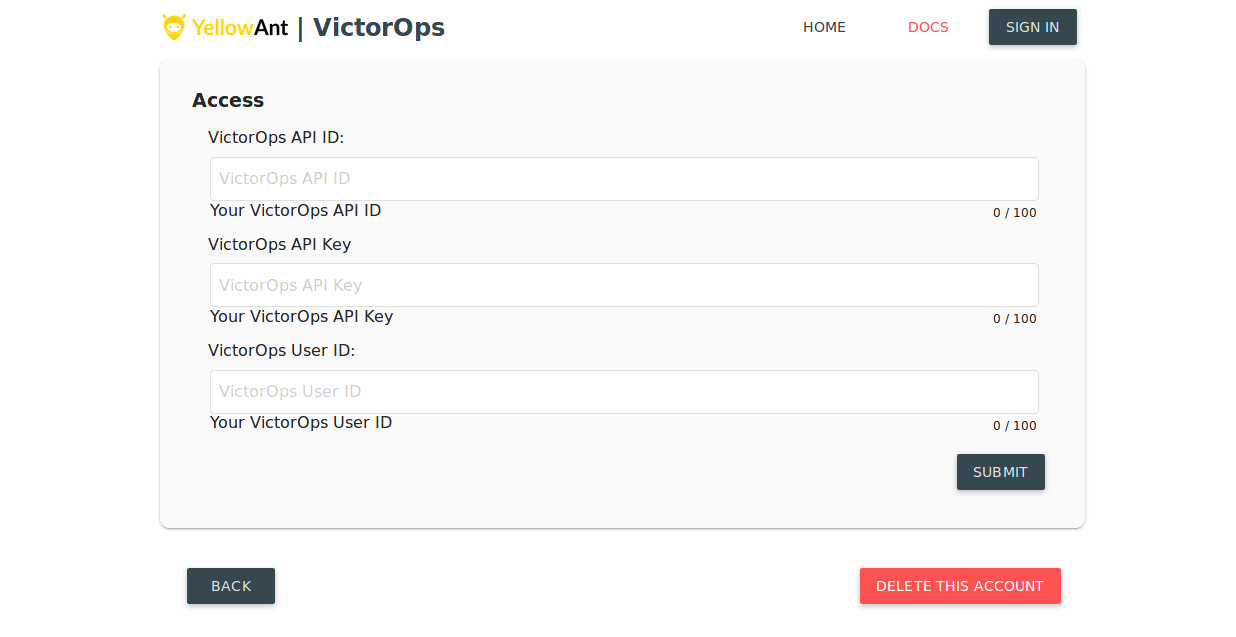 YellowAnt | VictorOps
HOME
DOCS
SIGN IN
Access
VictorOps API ID:
VictorOps API ID
Your VictorOps API ID
0 / 100
VictorOps API Key
VictorOps API Key
Your VictorOps API Key
0 / 100
VictorOps User ID:
VictorOps User ID
Your VictorOps User ID
0 / 100
SUBMIT
BACK
DELETE THIS ACCOUNT